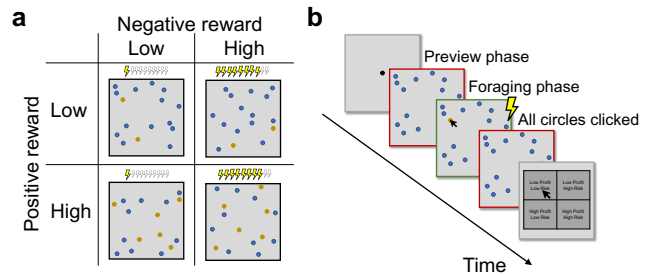 a
Negative reward
Low High
Positive reward
Low
High
b
Preview phase
Foraging phase
All circles clicked
Low Profit Low Profit
Low Risk High Risk
High Profit High Profit
Low Risk High Risk
Time